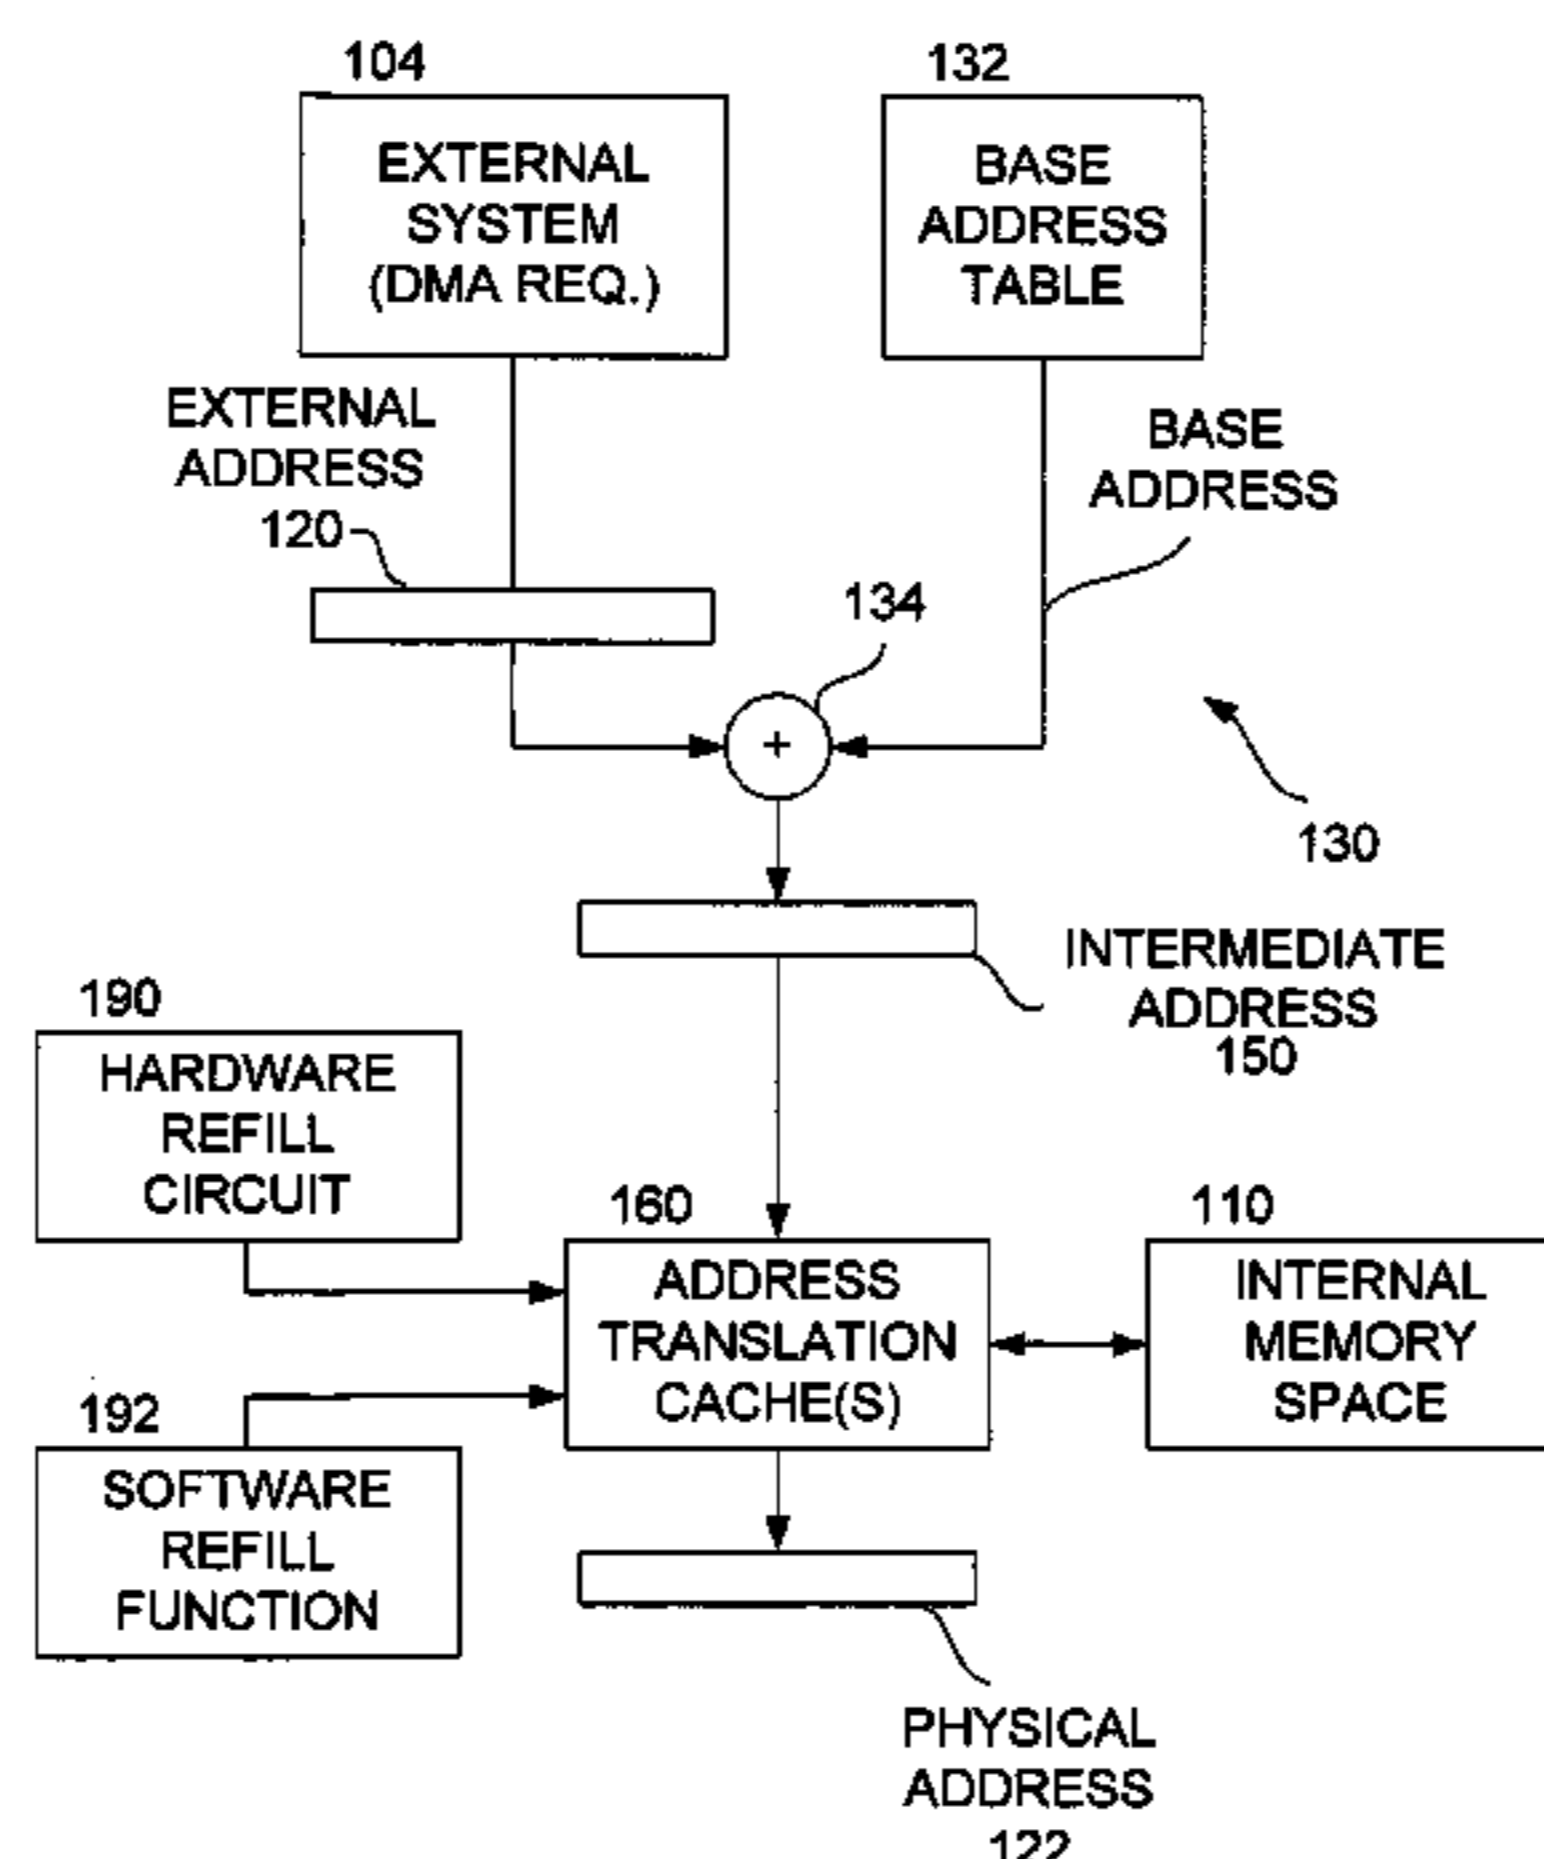 104
EXTERNAL
SYSTEM
(DMA REQ.)
132
BASE
ADDRESS
TABLE
EXTERNAL
ADDRESS
120
BASE
ADDRESS
134
+
130
INTERMEDIATE
ADDRESS
150
190
HARDWARE
REFILL
CIRCUIT
160
ADDRESS
TRANSLATION
CACHE(S)
110
INTERNAL
MEMORY
SPACE
192
SOFTWARE
REFILL
FUNCTION
PHYSICAL
ADDRESS
122